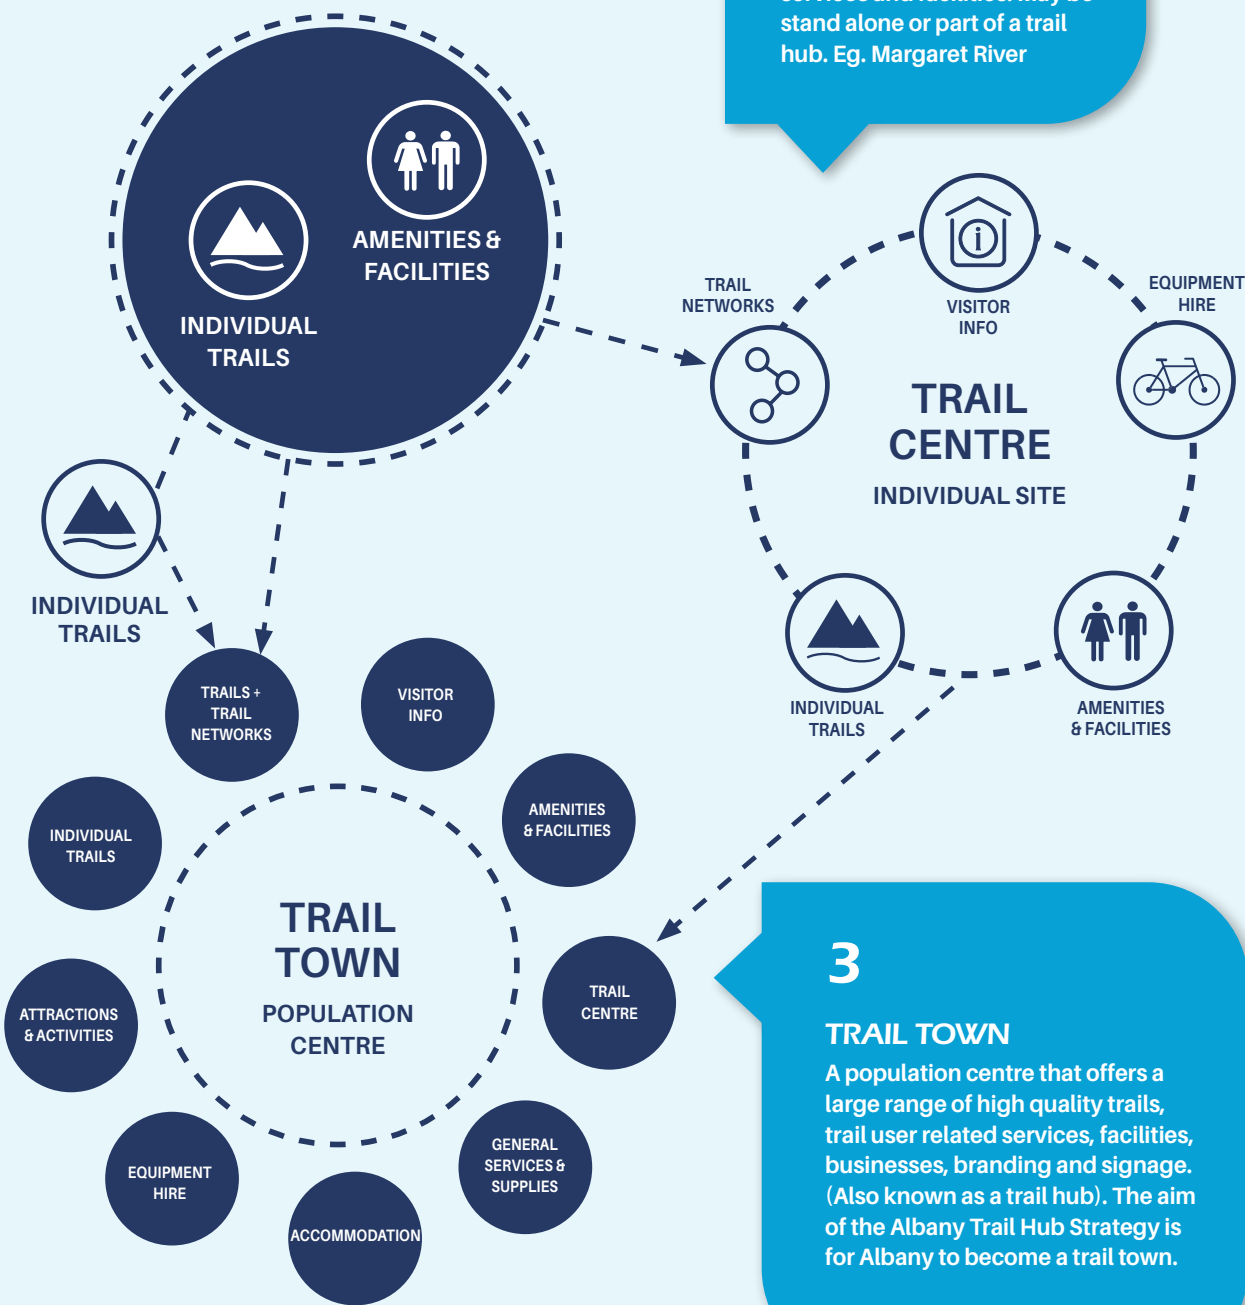 stand alone or part of a trail
hub. Eg. Margaret River
AMENITIES &
FACILITIES
INDIVIDUAL
TRAILS
TRAIL
NETWORKS
i
VISITOR
INFO
EQUIPMENT
HIRE
TRAIL
CENTRE
INDIVIDUAL SITE
INDIVIDUAL
TRAILS
AMENITIES
& FACILITIES
INDIVIDUAL
TRAILS
TRAILS +
TRAIL
NETWORKS
VISITOR
INFO
AMENITIES
& FACILITIES
INDIVIDUAL
TRAILS
TRAIL
TOWN
POPULATION
CENTRE
TRAIL
CENTRE
ATTRACTIONS
& ACTIVITIES
GENERAL
SERVICES &
SUPPLIES
EQUIPMENT
HIRE
ACCOMMODATION
3
TRAIL TOWN
A population centre that offers a
large range of high quality trails,
trail user related services, facilities,
businesses, branding and signage.
(Also known as a trail hub). The aim
of the Albany Trail Hub Strategy is
for Albany to become a trail town.